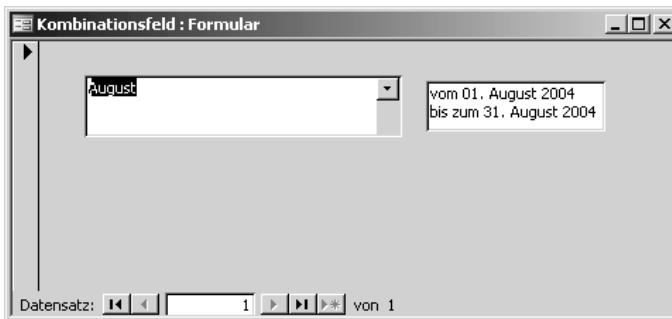 Kombinationsfeld : Formular
August
vom 01. August 2004
bis zum 31. August 2004
Datensatz: 1 von 1